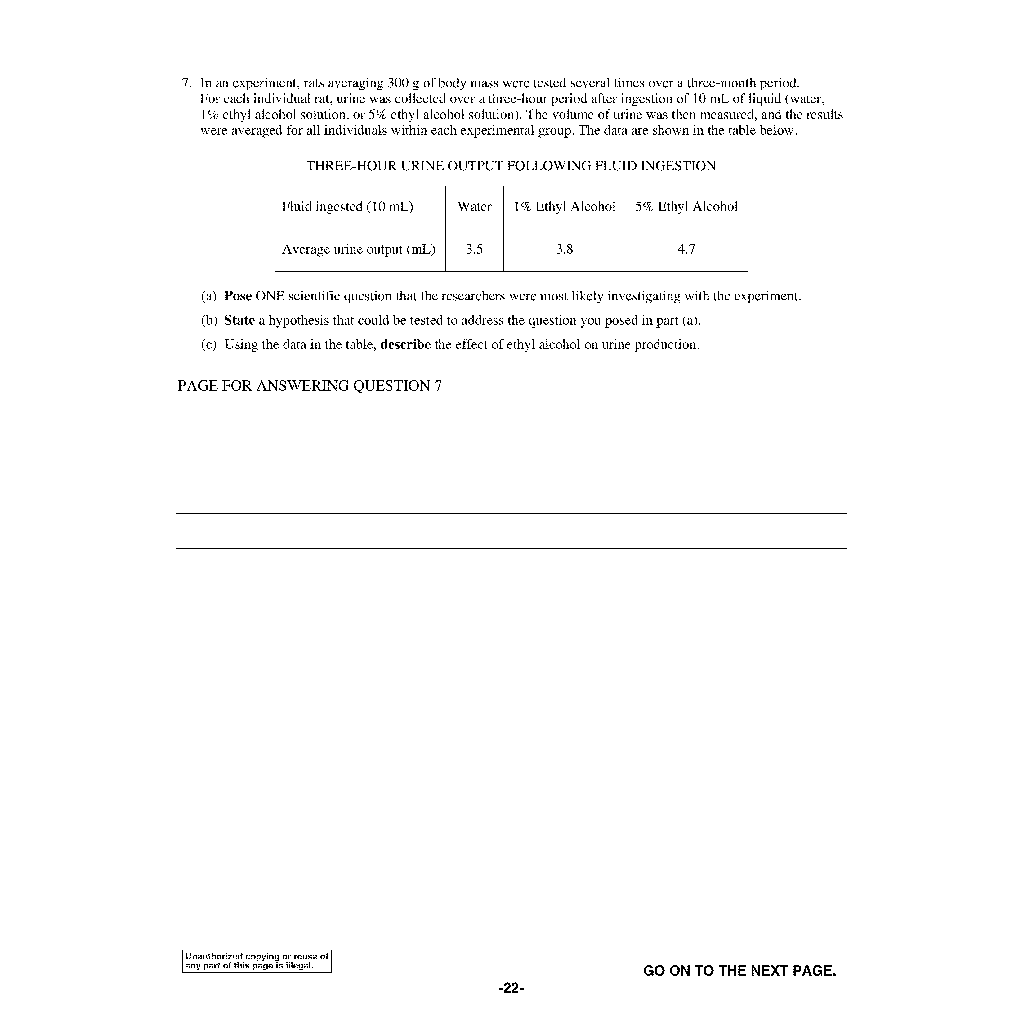 7. In an experiment, rats averaging 300 g of body mass were tested several times over a three-month period.
For each individual rat, urine was collected over a three-hour period after ingestion of 10 mL of liquid (water,
1% ethyl alcohol solution, or 5% ethyl alcohol solution). The volume of urine was then measured, and the results
were averaged for all individuals within each experimental group. The data are shown in the table below.
THREE-HOUR URINE OUTPUT FOLLOWING FLUID INGESTION
Fluid ingested (10 mL) Water 1% Ethyl Alcohol 5% Ethyl Alcohol
Average urine output (mL) 3.5 3.8 4.7
(a) Pose ONE scientific question that the researchers were most likely investigating with the experiment.
(b) State a hypothesis that could be tested to address the question you posed in part (a).
(c) Using the data in the table, describe the effect of ethyl alcohol on urine production.
PAGE FOR ANSWERING QUESTION 7
Unauthorized copying or reuse of
any part of this page is illegal.
GO ON TO THE NEXT PAGE.
-22-